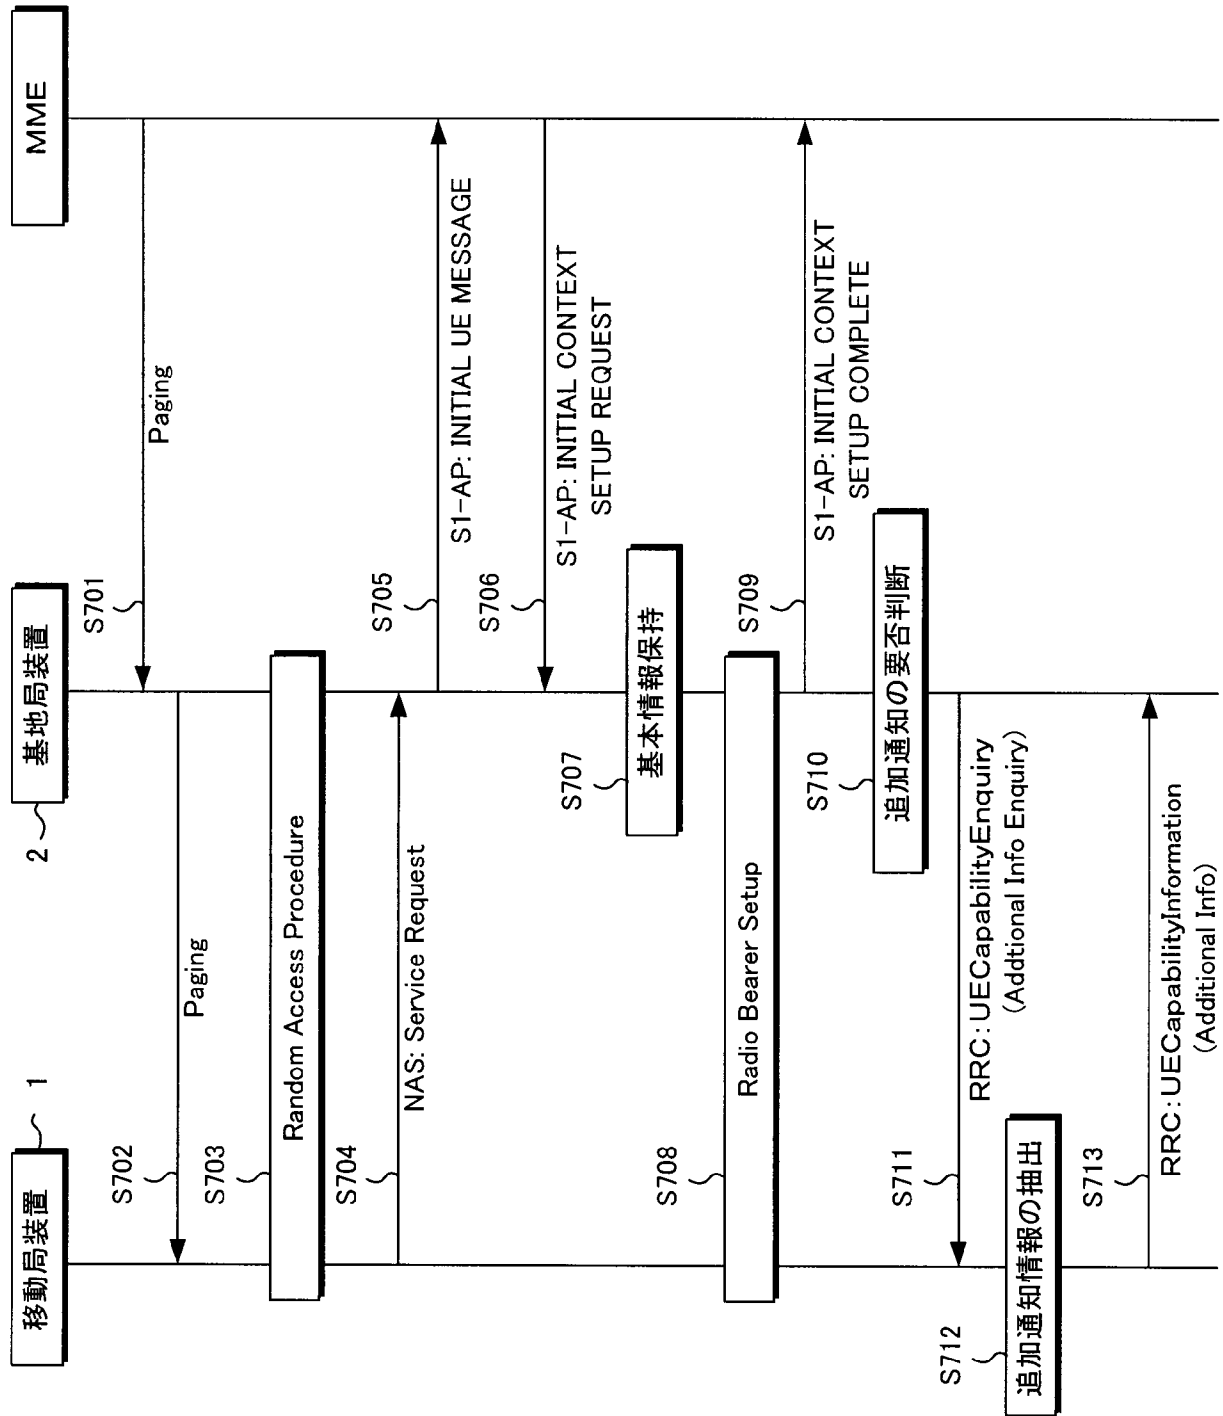 移動局装置
1
基地局装置
2
MME
S701
Paging
S702
Paging
S703
Random Access Procedure
S704
NAS: Service Request
S705
S1-AP: INITIAL UE MESSAGE
S706
S1-AP: INITIAL CONTEXT
SETUP REQUEST
S707
基本情報保持
S708
Radio Bearer Setup
S709
S1-AP: INITIAL CONTEXT
SETUP COMPLETE
S710
追加通知の要否判断
S711
RRC:UECapabilityEnquiry
(Addtional Info Enquiry)
S712
追加通知情報の抽出
S713
RRC:UECapabilityInformation
(Additional Info)